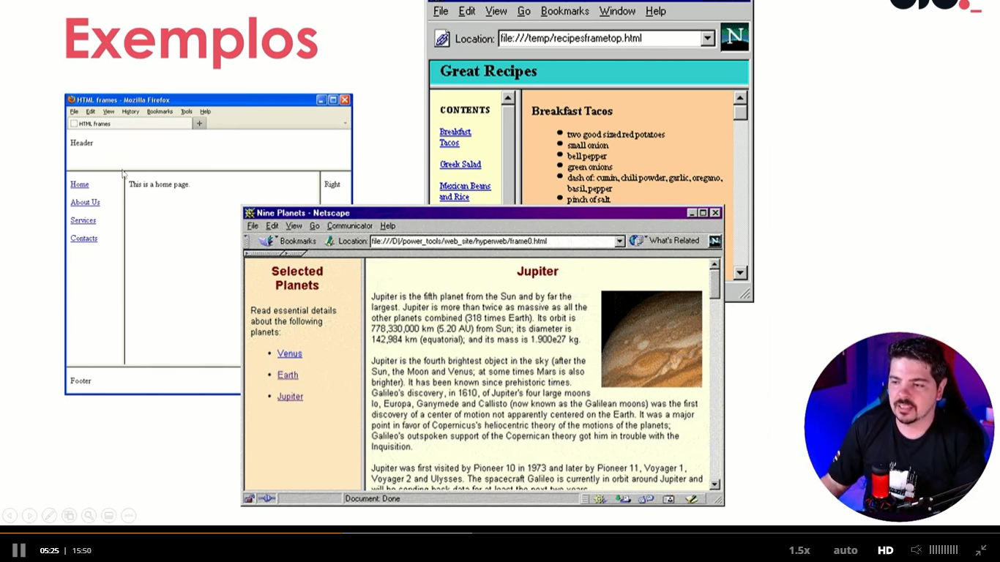 Exemplos
File Edit View Go Bookmarks Window Help
Location: file:///temp/recipesframetop.html
N
Great Recipes
CONTENTS
Breakfast
Tacos
Greek Salad
Mexican Beans
and Rice
Breakfast Tacos
two good sized red potatoes
small onion
bell pepper
green onions
dash of: cumin, chili powder, garlic, oregano,
basil, pepper
pinch of salt
HTML frames - Mozilla Firefox
File Edit View History Bookmarks Tools Help
HTML frames
Header
Home
About Us
Services
Contacts
This is a home page.
Right
Footer
Nine Planets - Netscape
File Edit View Go Communicator Help
Bookmarks Location: file:///D|/power_tools/web_site/hyperweb/frame0.html What's Related N
Selected
Planets
Read essential details
about the following
planets:
• Venus
• Earth
• Jupiter
Jupiter
Jupiter is the fifth planet from the Sun and by far the
largest. Jupiter is more than twice as massive as all the
other planets combined (318 times Earth). Its orbit is
778,330,000 km (5.20 AU) from Sun; its diameter is
142,984 km (equatorial); and its mass is 1.900e27 kg.
Jupiter is the fourth brightest object in the sky (after the
Sun, the Moon and Venus; at some times Mars is also
brighter). It has been known since prehistoric times.
Galileo's discovery, in 1610, of Jupiter's four large moons
Io, Europa, Ganymede and Callisto (now known as the Galilean moons) was the first
discovery of a center of motion not apparently centered on the Earth. It was a major
point in favor of Copernicus's heliocentric theory of the motions of the planets;
Galileo's outspoken support of the Copernican theory got him in trouble with the
Inquisition.
Jupiter was first visited by Pioneer 10 in 1973 and later by Pioneer 11, Voyager 1,
Voyager 2 and Ulysses. The spacecraft Galileo is currently in orbit around Jupiter and
will be sending back data for at least the next two years.
Document: Done
05:25 | 15:50
1.5x auto HD